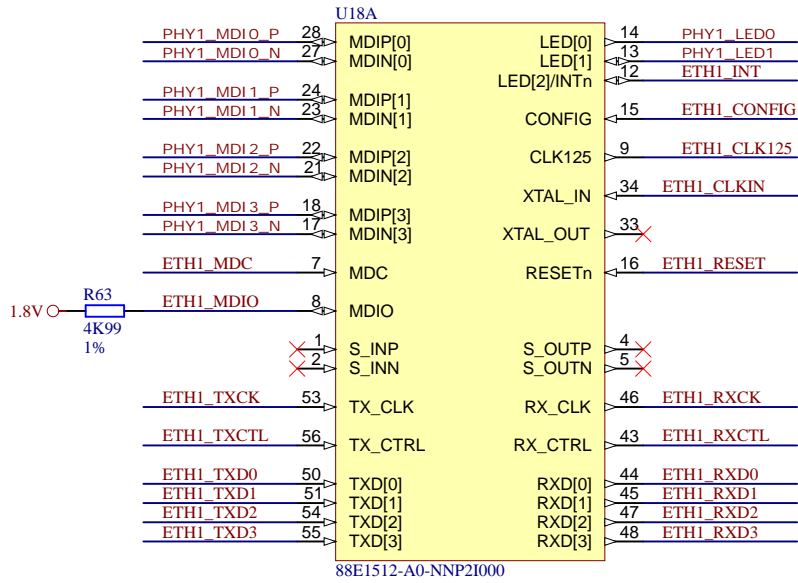 U18A
PHY1_MDI0_P 28 MDIP[0] LED[0] 14 PHY1_LED0
PHY1_MDI0_N 27 MDIN[0] LED[1] 13 PHY1_LED1
LED[2]/INTn 12 ETH1_INT
PHY1_MDI1_P 24 MDIP[1]
PHY1_MDI1_N 23 MDIN[1] CONFIG 15 ETH1_CONFIG
PHY1_MDI2_P 22 MDIP[2] CLK125 9 ETH1_CLK125
PHY1_MDI2_N 21 MDIN[2]
XTAL_IN 34 ETH1_CLKIN
PHY1_MDI3_P 18 MDIP[3]
PHY1_MDI3_N 17 MDIN[3] XTAL_OUT 33
ETH1_MDC 7 MDC RESETn 16 ETH1_RESET
R63
1.8V ETH1_MDIO 8 MDIO
4K99
1%
1 S_INP S_OUTP 4
2 S_INN S_OUTN 5
ETH1_TXCK 53 TX_CLK RX_CLK 46 ETH1_RXCK
ETH1_TXCTL 56 TX_CTRL RX_CTRL 43 ETH1_RXCTL
ETH1_TXD0 50 TXD[0] RXD[0] 44 ETH1_RXD0
ETH1_TXD1 51 TXD[1] RXD[1] 45 ETH1_RXD1
ETH1_TXD2 54 TXD[2] RXD[2] 47 ETH1_RXD2
ETH1_TXD3 55 TXD[3] RXD[3] 48 ETH1_RXD3
88E1512-A0-NNP2I000